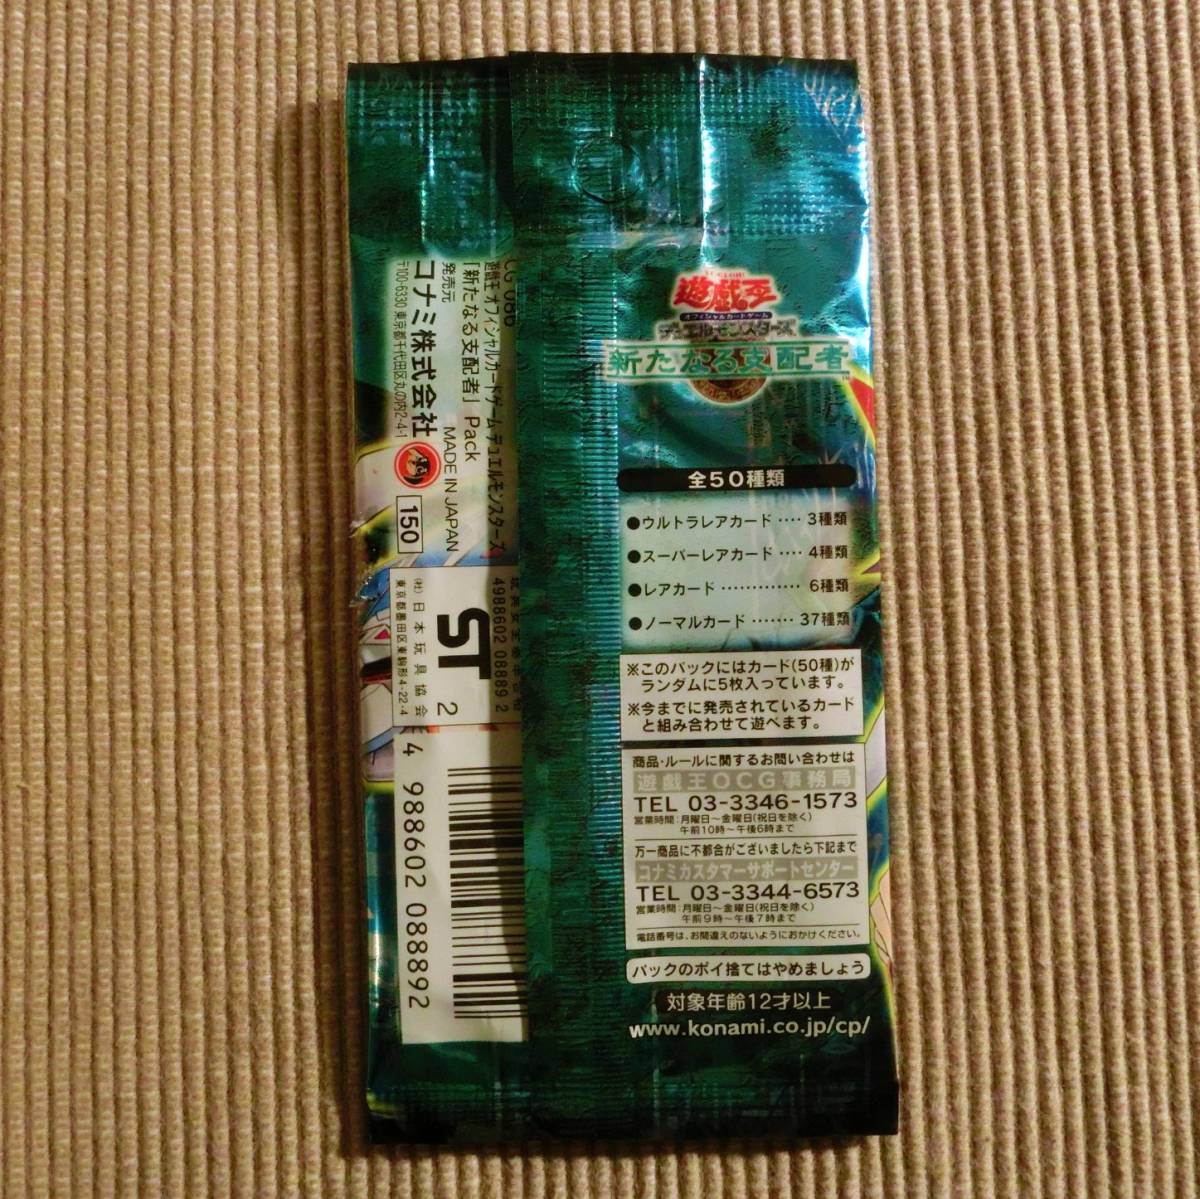 遊戯王
オフィシャルカードゲーム
デュエルモンスターズ
新たなる支配者
全50種類
●ウルトラレアカード‥‥3種類
●スーパーレアカード‥‥4種類
●レアカード‥‥‥‥‥‥‥6種類
●ノーマルカード‥‥‥‥37種類
※このパックにはカード(50種)が
ランダムに5枚入っています。
※今までに発売されているカード
と組み合わせて遊べます。
商品・ルールに関するお問い合わせは
遊戯王OCG事務局
TEL 03-3346-1573
営業時間：月曜日～金曜日(祝日を除く)
午前10時～午後6時まで
万一商品に不都合がございましたら下記まで
コナミカスタマーサポートセンター
TEL 03-3344-6573
営業時間：月曜日～金曜日(祝日を除く)
午前9時～午後7時まで
電話番号は、お間違えのないようにおかけください。
パックのポイ捨てはやめましょう
対象年齢12才以上
www.konami.co.jp/cp/
CG 086
遊戯王 オフィシャルカードゲーム デュエルモンスターズ
「新たなる支配者」 Pack
MADE IN JAPAN
発売元
コナミ株式会社
〒100-6330 東京都千代田区丸の内2-4-1
150
4988602 08889 2
ST
2
(社)日本玩具協会
東京都墨田区東駒形4-22-4
4 988602 088892